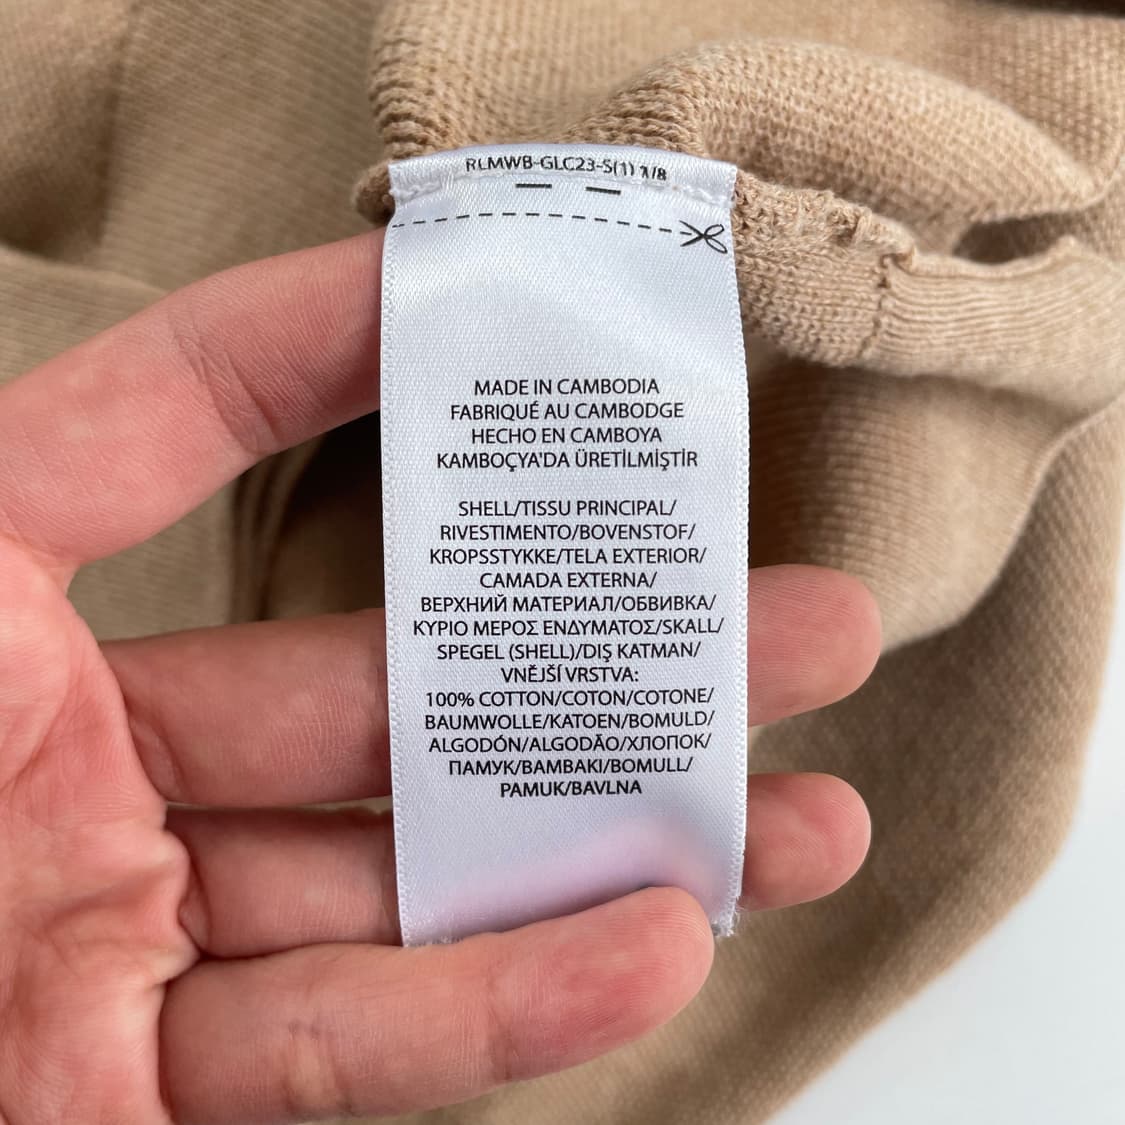 RLMWB-GLC23-S(1) 1/8
MADE IN CAMBODIA
FABRIQUÉ AU CAMBODGE
HECHO EN CAMBOYA
KAMBOÇYA'DA ÜRETİLMİŞTİR
SHELL/TISSU PRINCIPAL/
RIVESTIMENTO/BOVENSTOF/
KROPSSTYKKE/TELA EXTERIOR/
CAMADA EXTERNA/
ВЕРХНИЙ МАТЕРИАЛ/ОБВИВКА/
ΚΥΡΙΟ ΜΕΡΟΣ ΕΝΔΥΜΑΤΟΣ/SKALL/
SPEGEL (SHELL)/DIŞ KATMAN/
VNĚJŠÍ VRSTVA:
100% COTTON/COTON/COTONE/
BAUMWOLLE/KATOEN/BOMULD/
ALGODÓN/ALGODÃO/ХЛОПОК/
ПАМУК/ΒΑΜΒΑΚΙ/BOMULL/
PAMUK/BAVLNA